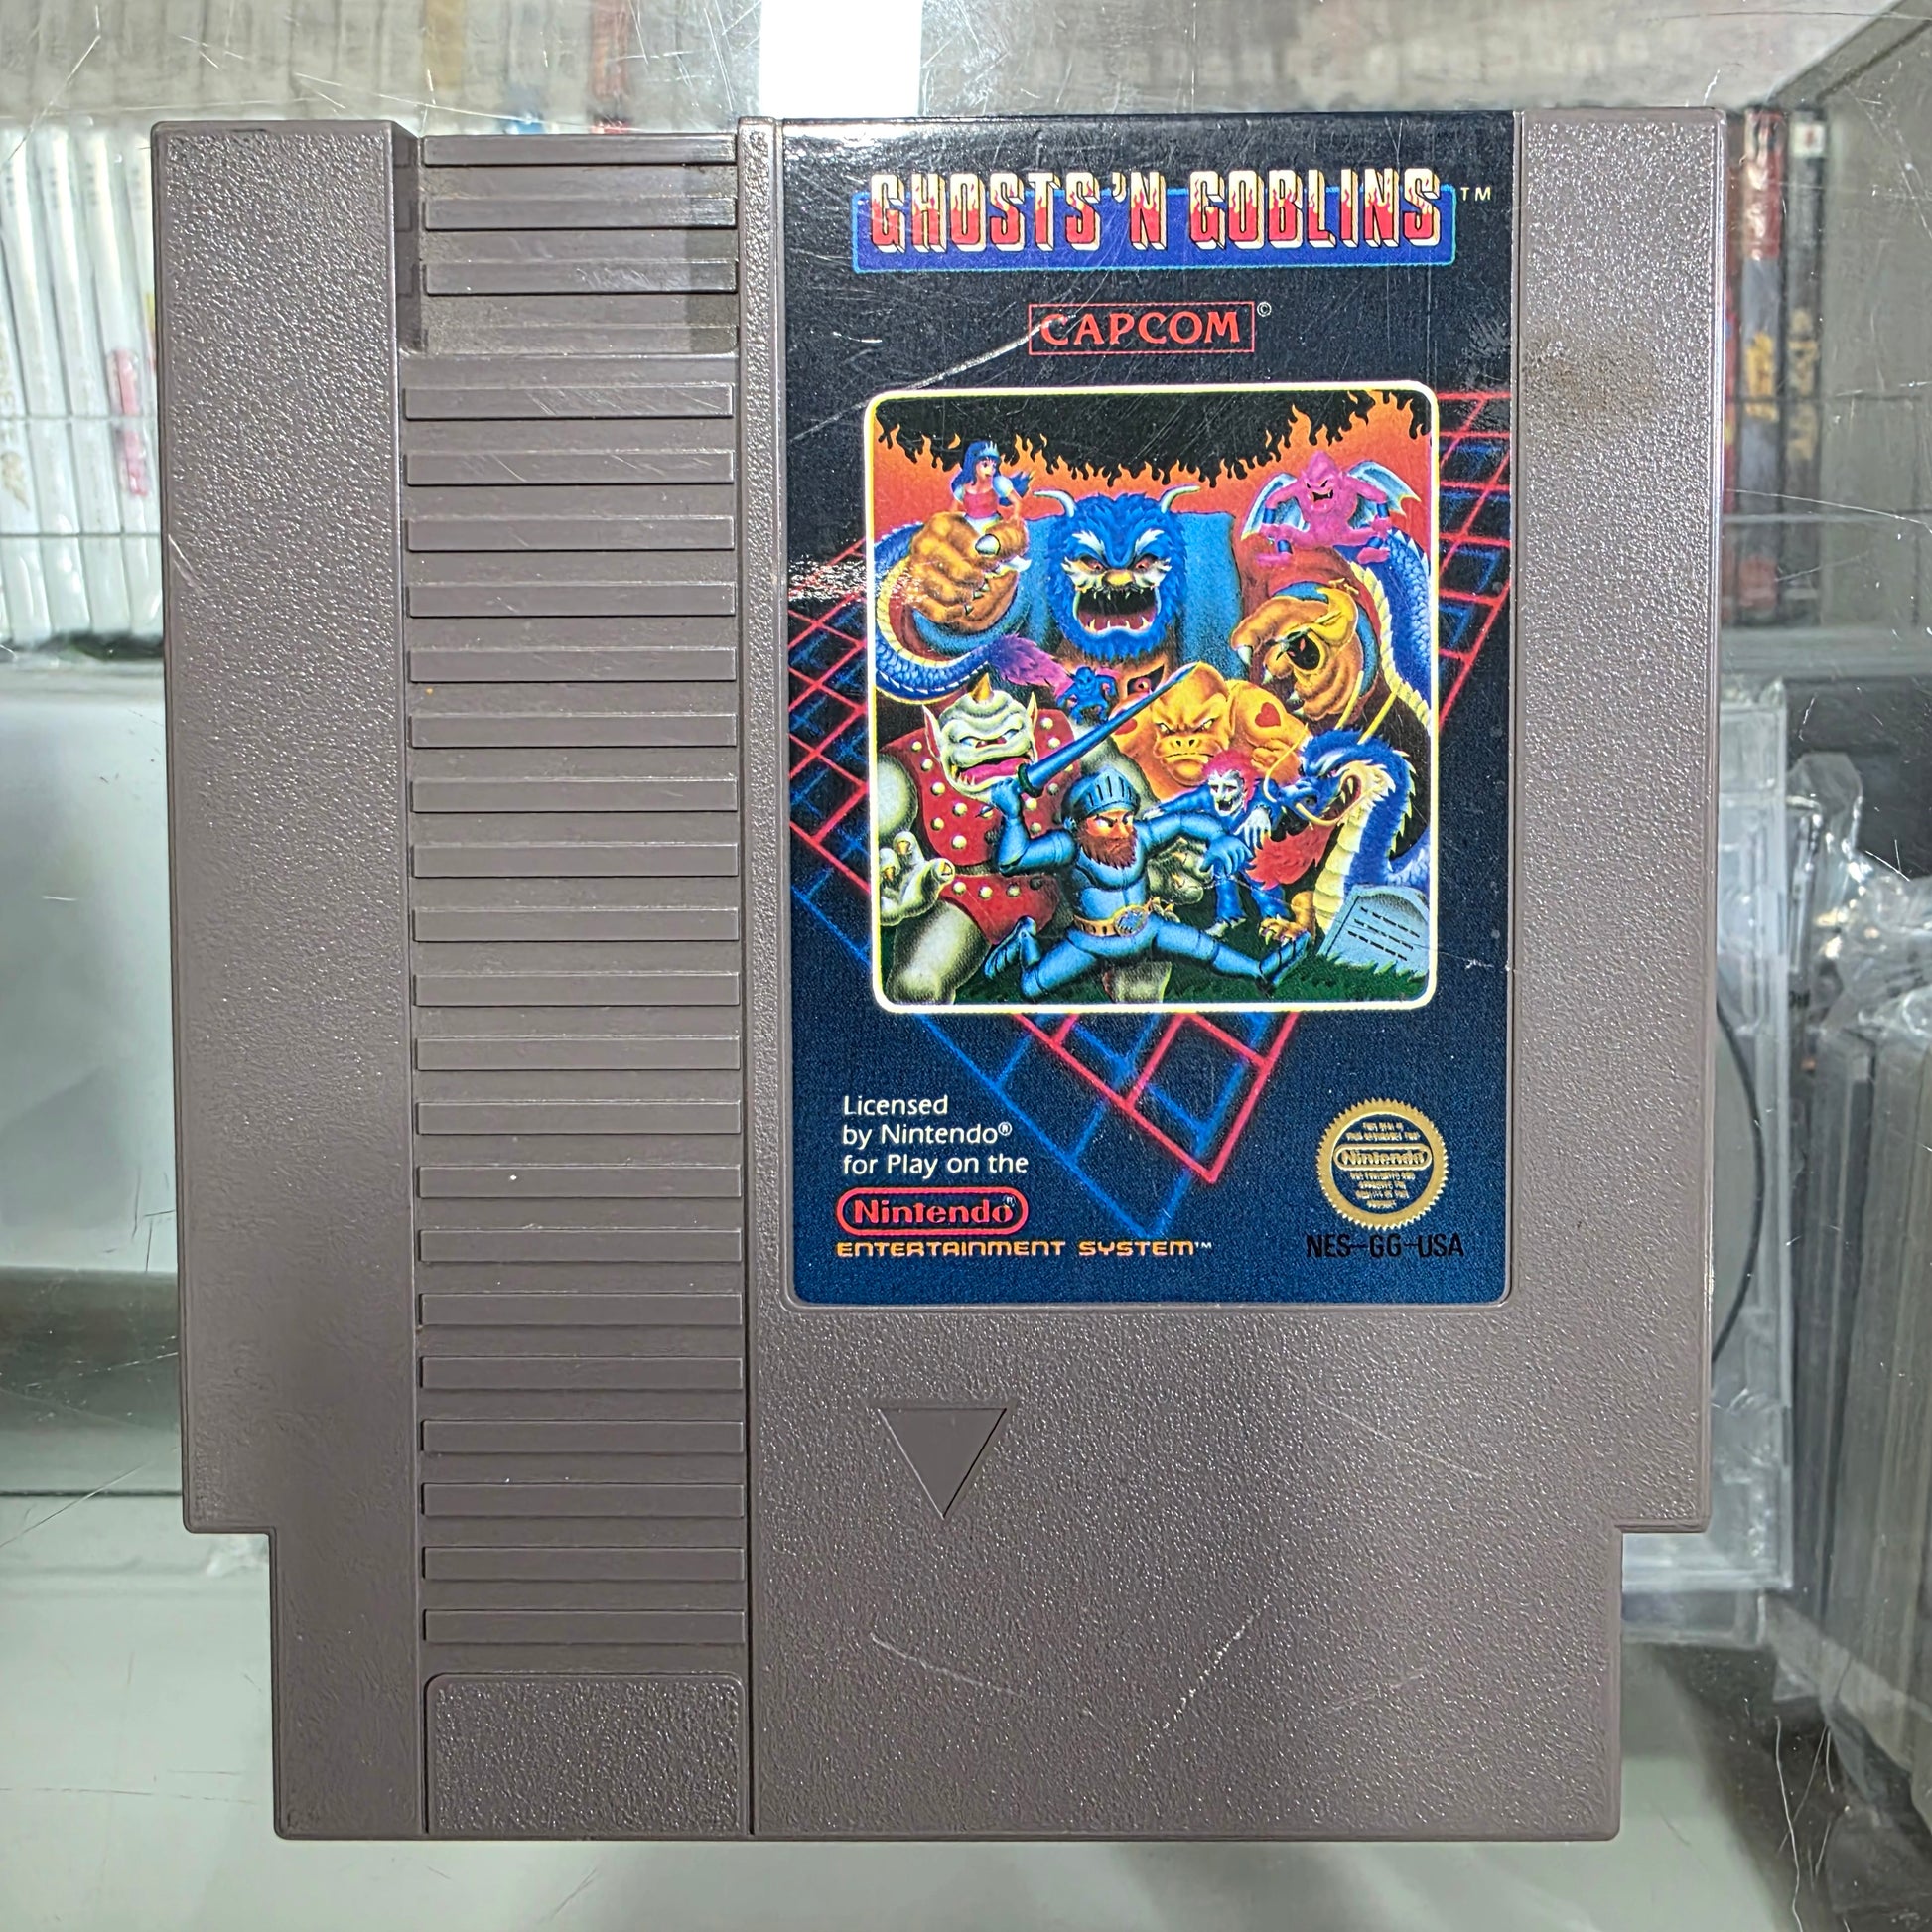 GHOSTS 'N GOBLINS™
CAPCOM©
Licensed
by Nintendo®
for Play on the
Nintendo®
ENTERTAINMENT SYSTEM™
Nintendo
NES-GG-USA